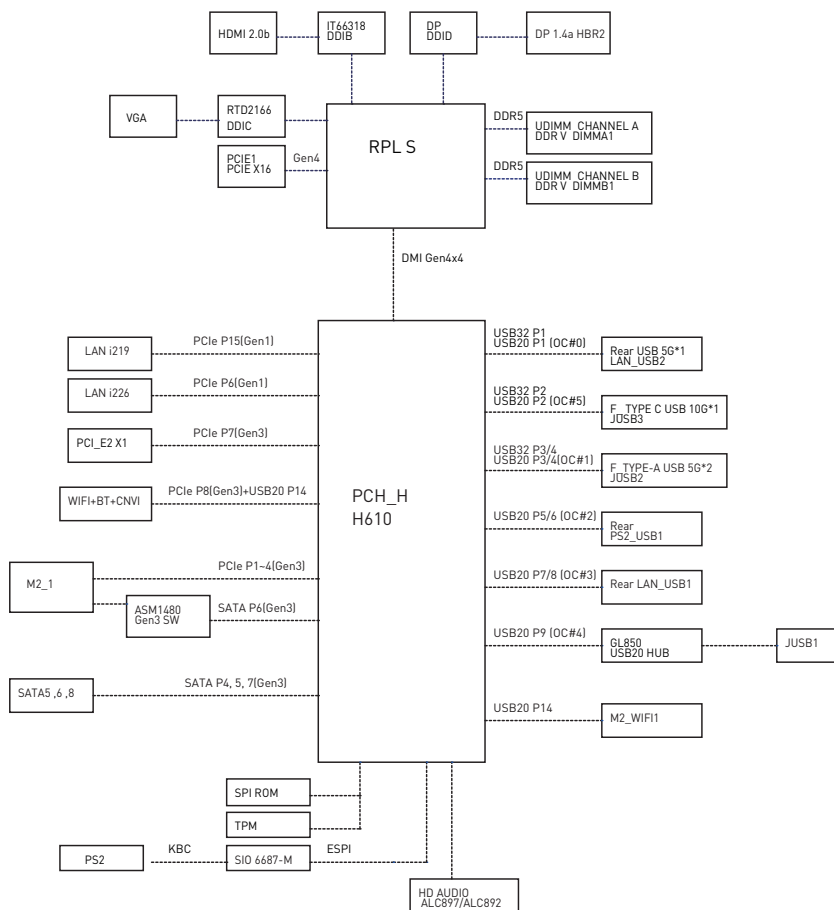 HDMI 2.0b
IT66318
DDIB
DP
DDID
DP 1.4a HBR2
VGA
RTD2166
DDIC
PCIE1
PCIE X16
Gen4
RPL S
DDR5
UDIMM CHANNEL A
DDR V DIMMA1
DDR5
UDIMM CHANNEL B
DDR V DIMMB1
DMI Gen4x4
PCH_H
H610
LAN i219
PCIe P15(Gen1)
LAN i226
PCIe P6(Gen1)
PCI_E2 X1
PCIe P7(Gen3)
WIFI+BT+CNVI
PCIe P8(Gen3)+USB20 P14
M2_1
PCIe P1~4(Gen3)
ASM1480
Gen3 SW
SATA P6(Gen3)
SATA5 ,6 ,8
SATA P4, 5, 7(Gen3)
USB32 P1
USB20 P1 (OC#0)
Rear USB 5G*1
LAN_USB2
USB32 P2
USB20 P2 (OC#5)
F_TYPE C USB 10G*1
JUSB3
USB32 P3/4
USB20 P3/4(OC#1)
F_TYPE-A USB 5G*2
JUSB2
USB20 P5/6 (OC#2)
Rear
PS2_USB1
USB20 P7/8 (OC#3)
Rear LAN_USB1
USB20 P9 (OC#4)
GL850
USB20 HUB
JUSB1
USB20 P14
M2_WIFI1
SPI ROM
TPM
PS2
KBC
SIO 6687-M
ESPI
HD AUDIO
ALC897/ALC892